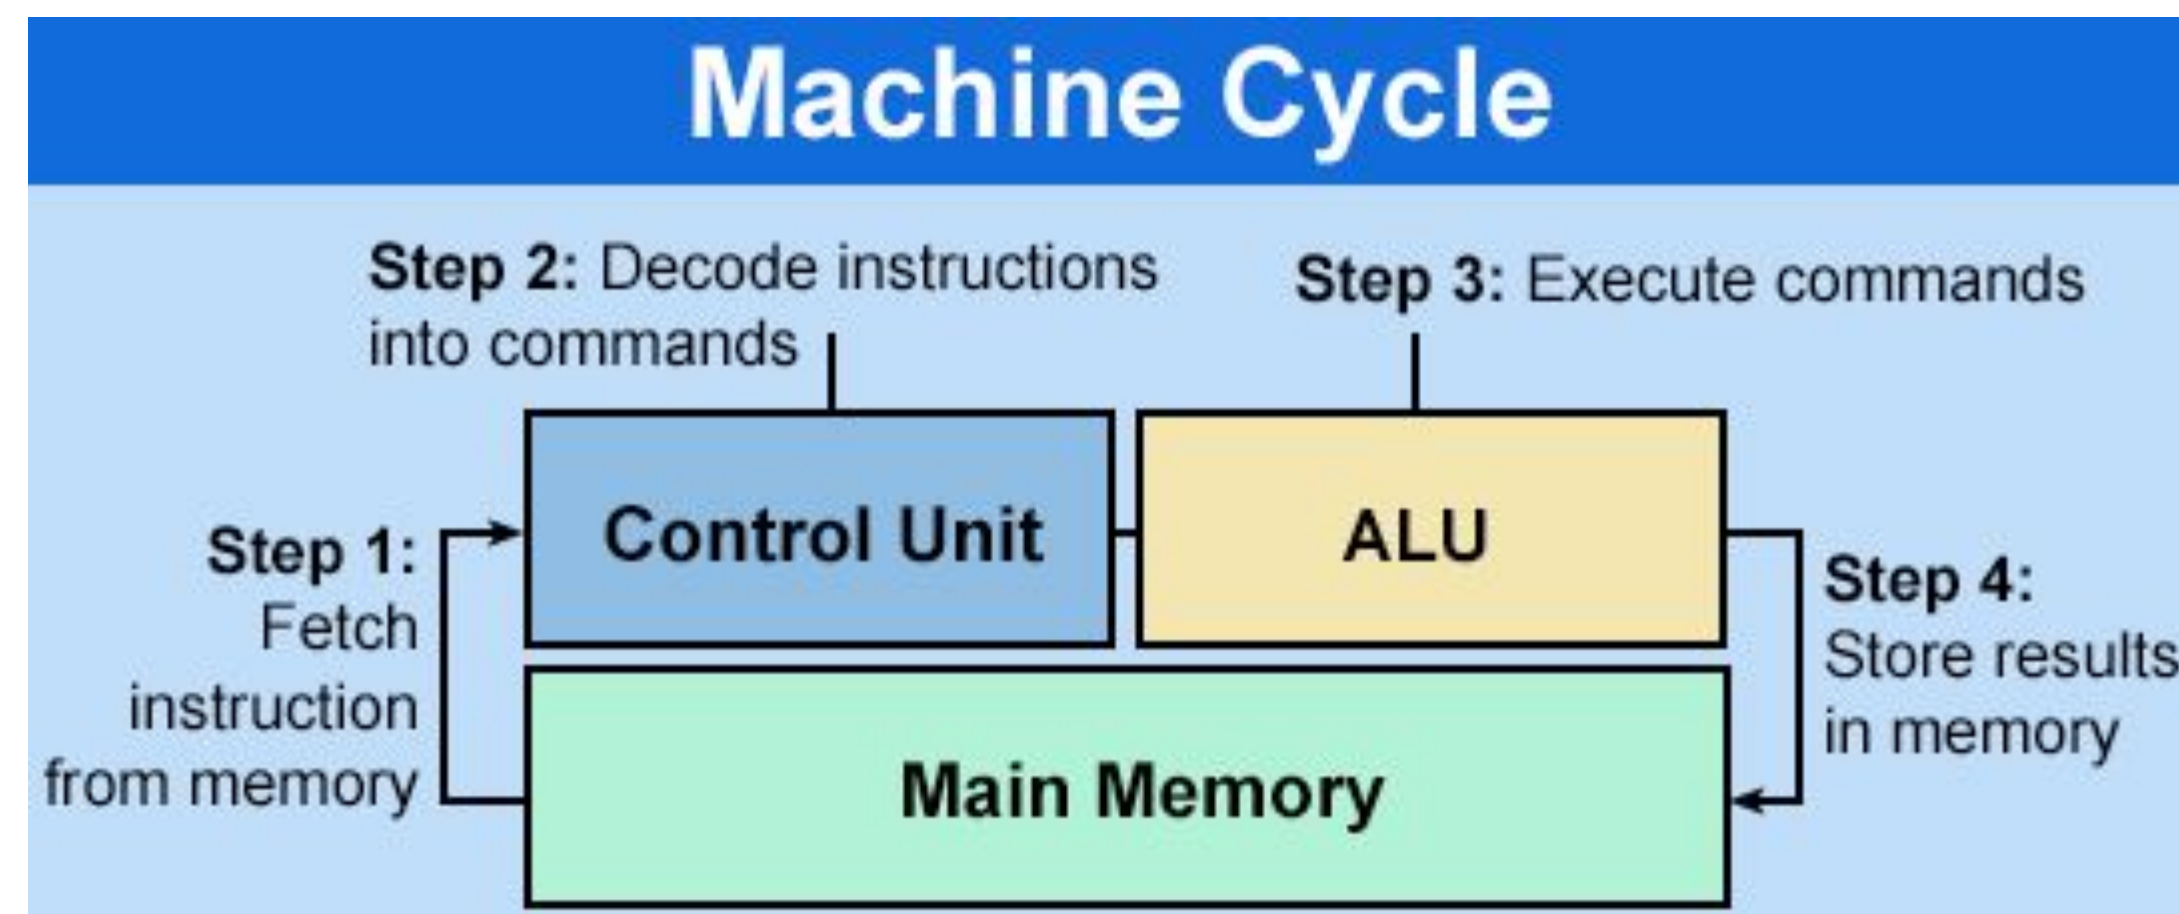 Machine Cycle
Step 2: Decode instructions
into commands
Step 3: Execute commands
Step 1:
Fetch
instruction
from memory
Control Unit
ALU
Step 4:
Store results
in memory
Main Memory